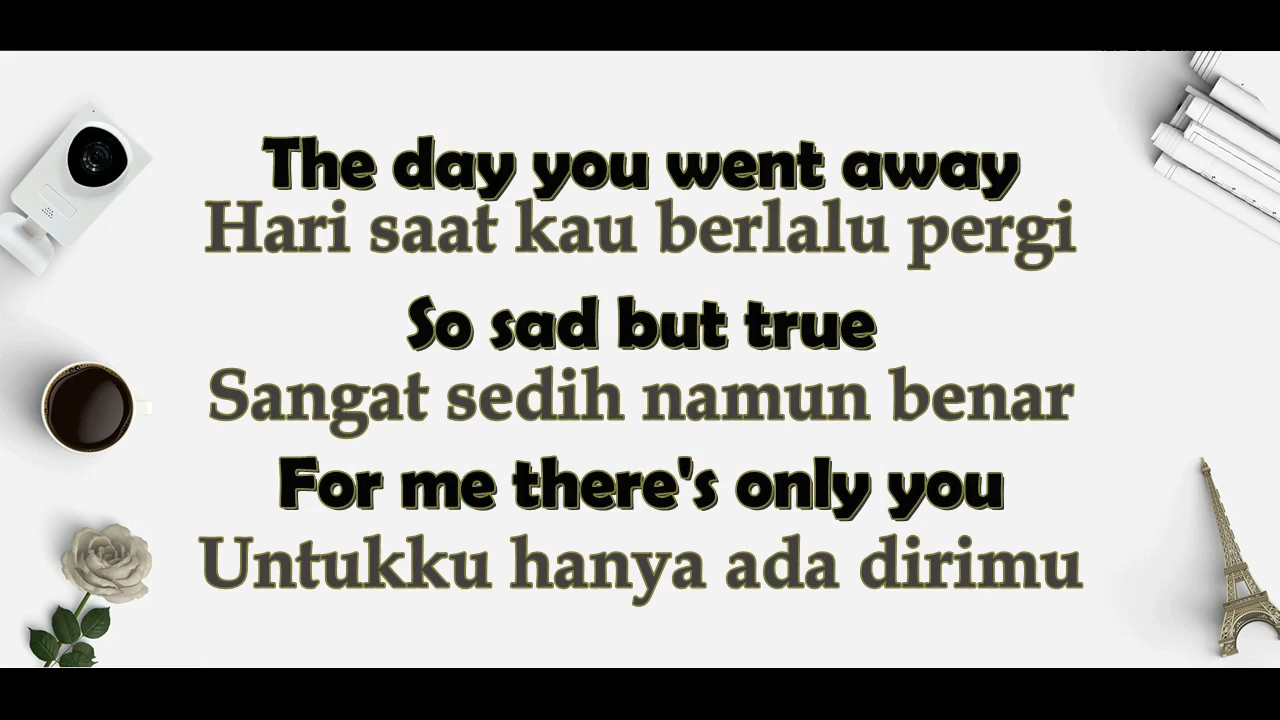 The day you went away
Hari saat kau berlalu pergi
So sad but true
Sangat sedih namun benar
For me there's only you
Untukku hanya ada dirimu